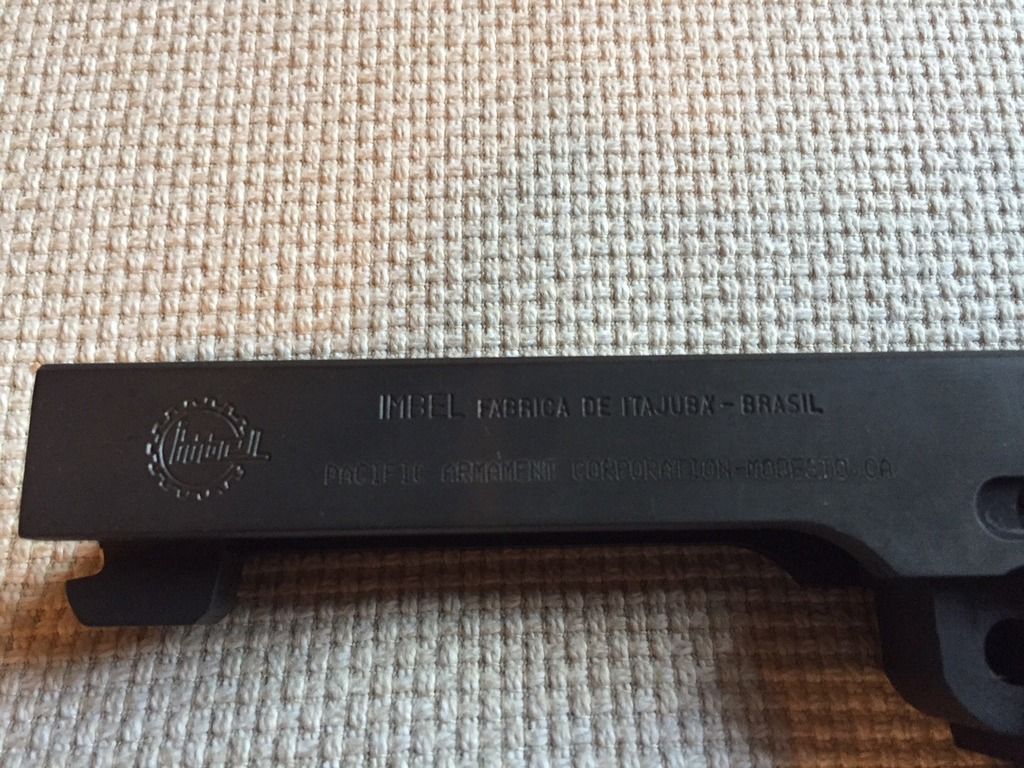 IMBEL FABRICA DE ITAJUBA - BRASIL
PACIFIC ARMAMENT CORPORATION-MODESTO.CA